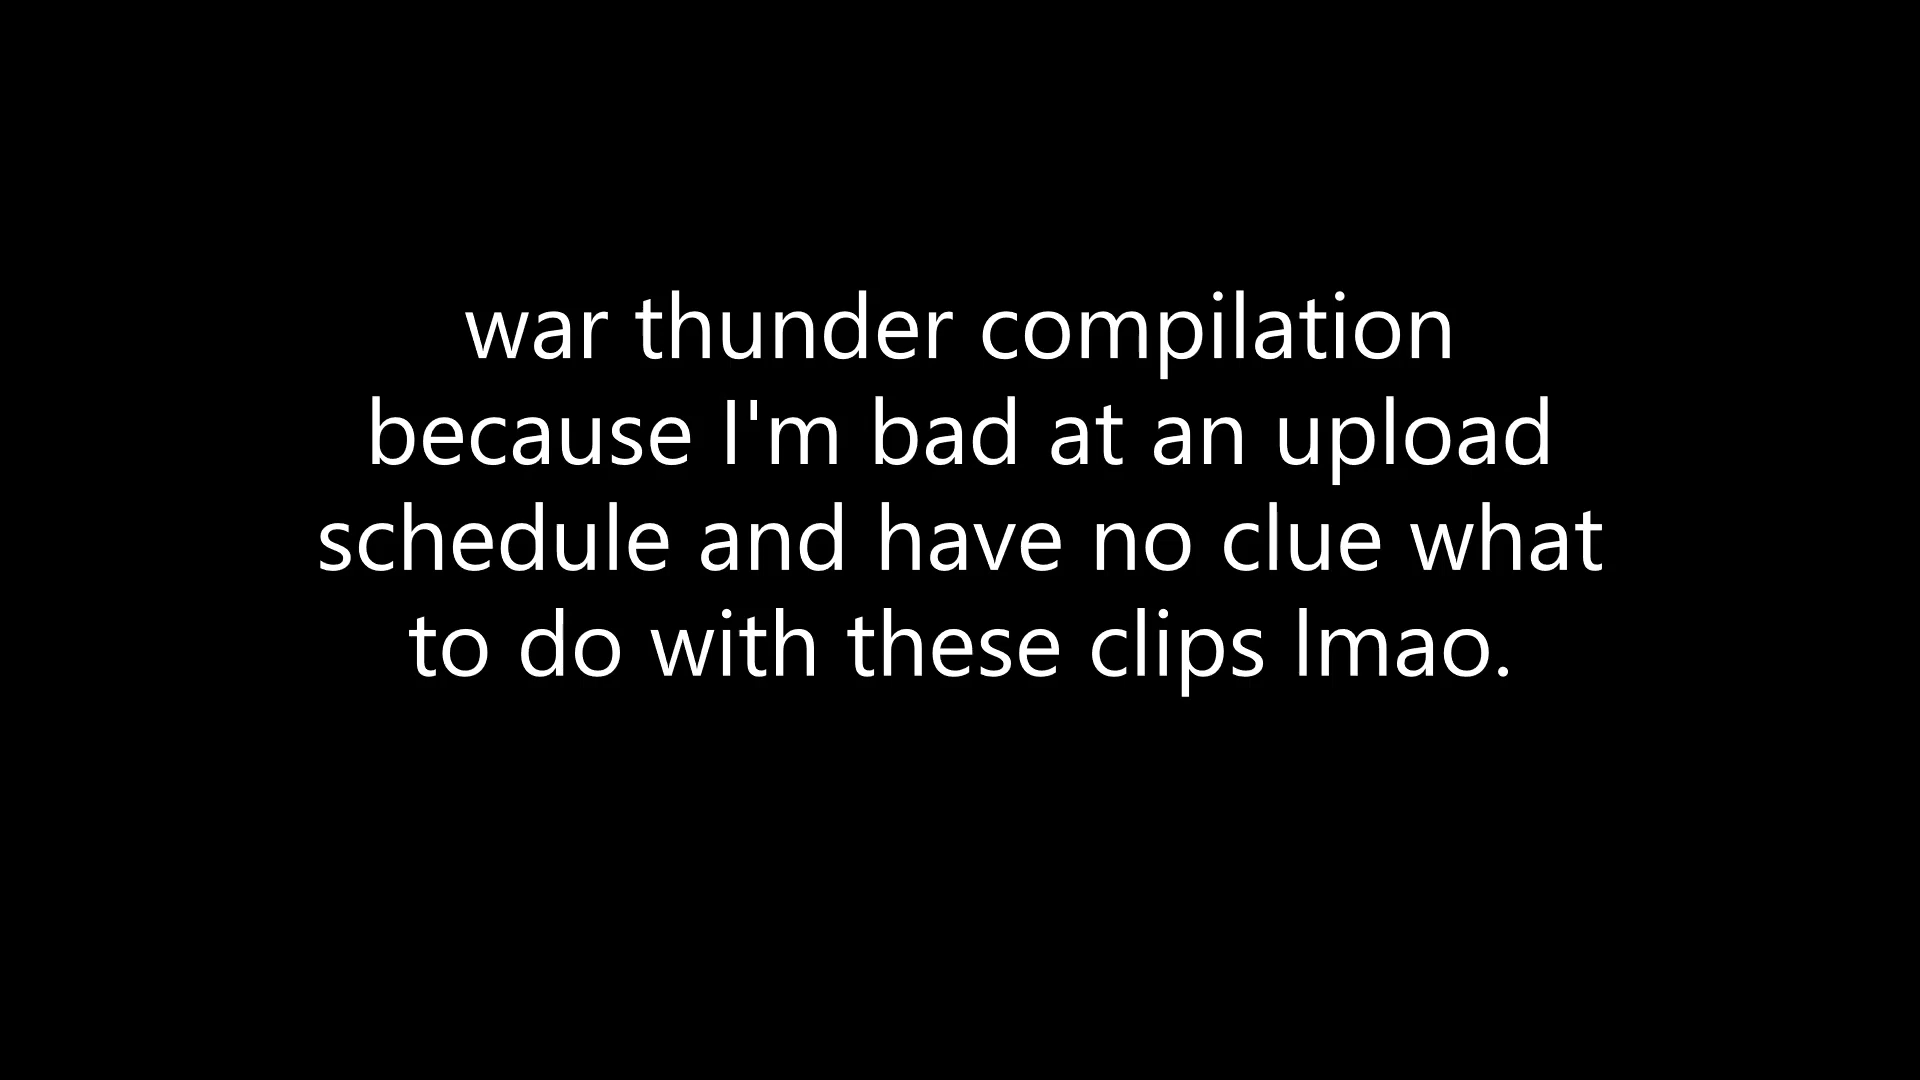 war thunder compilation
because I'm bad at an upload
schedule and have no clue what
to do with these clips lmao.